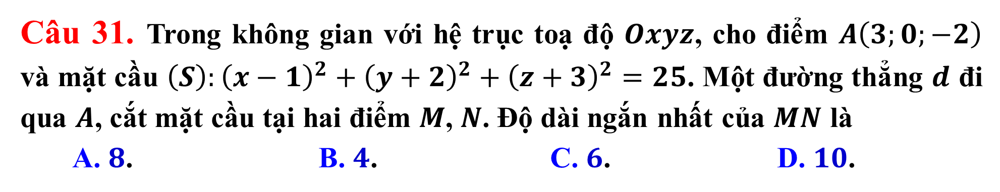 Câu 31. Trong không gian với hệ trục toạ độ Oxyz, cho điểm A(3; 0; −2)
và mặt cầu (S): (x − 1)² + (y + 2)² + (z + 3)² = 25. Một đường thẳng d đi
qua A, cắt mặt cầu tại hai điểm M, N. Độ dài ngắn nhất của MN là
A. 8. B. 4. C. 6. D. 10.